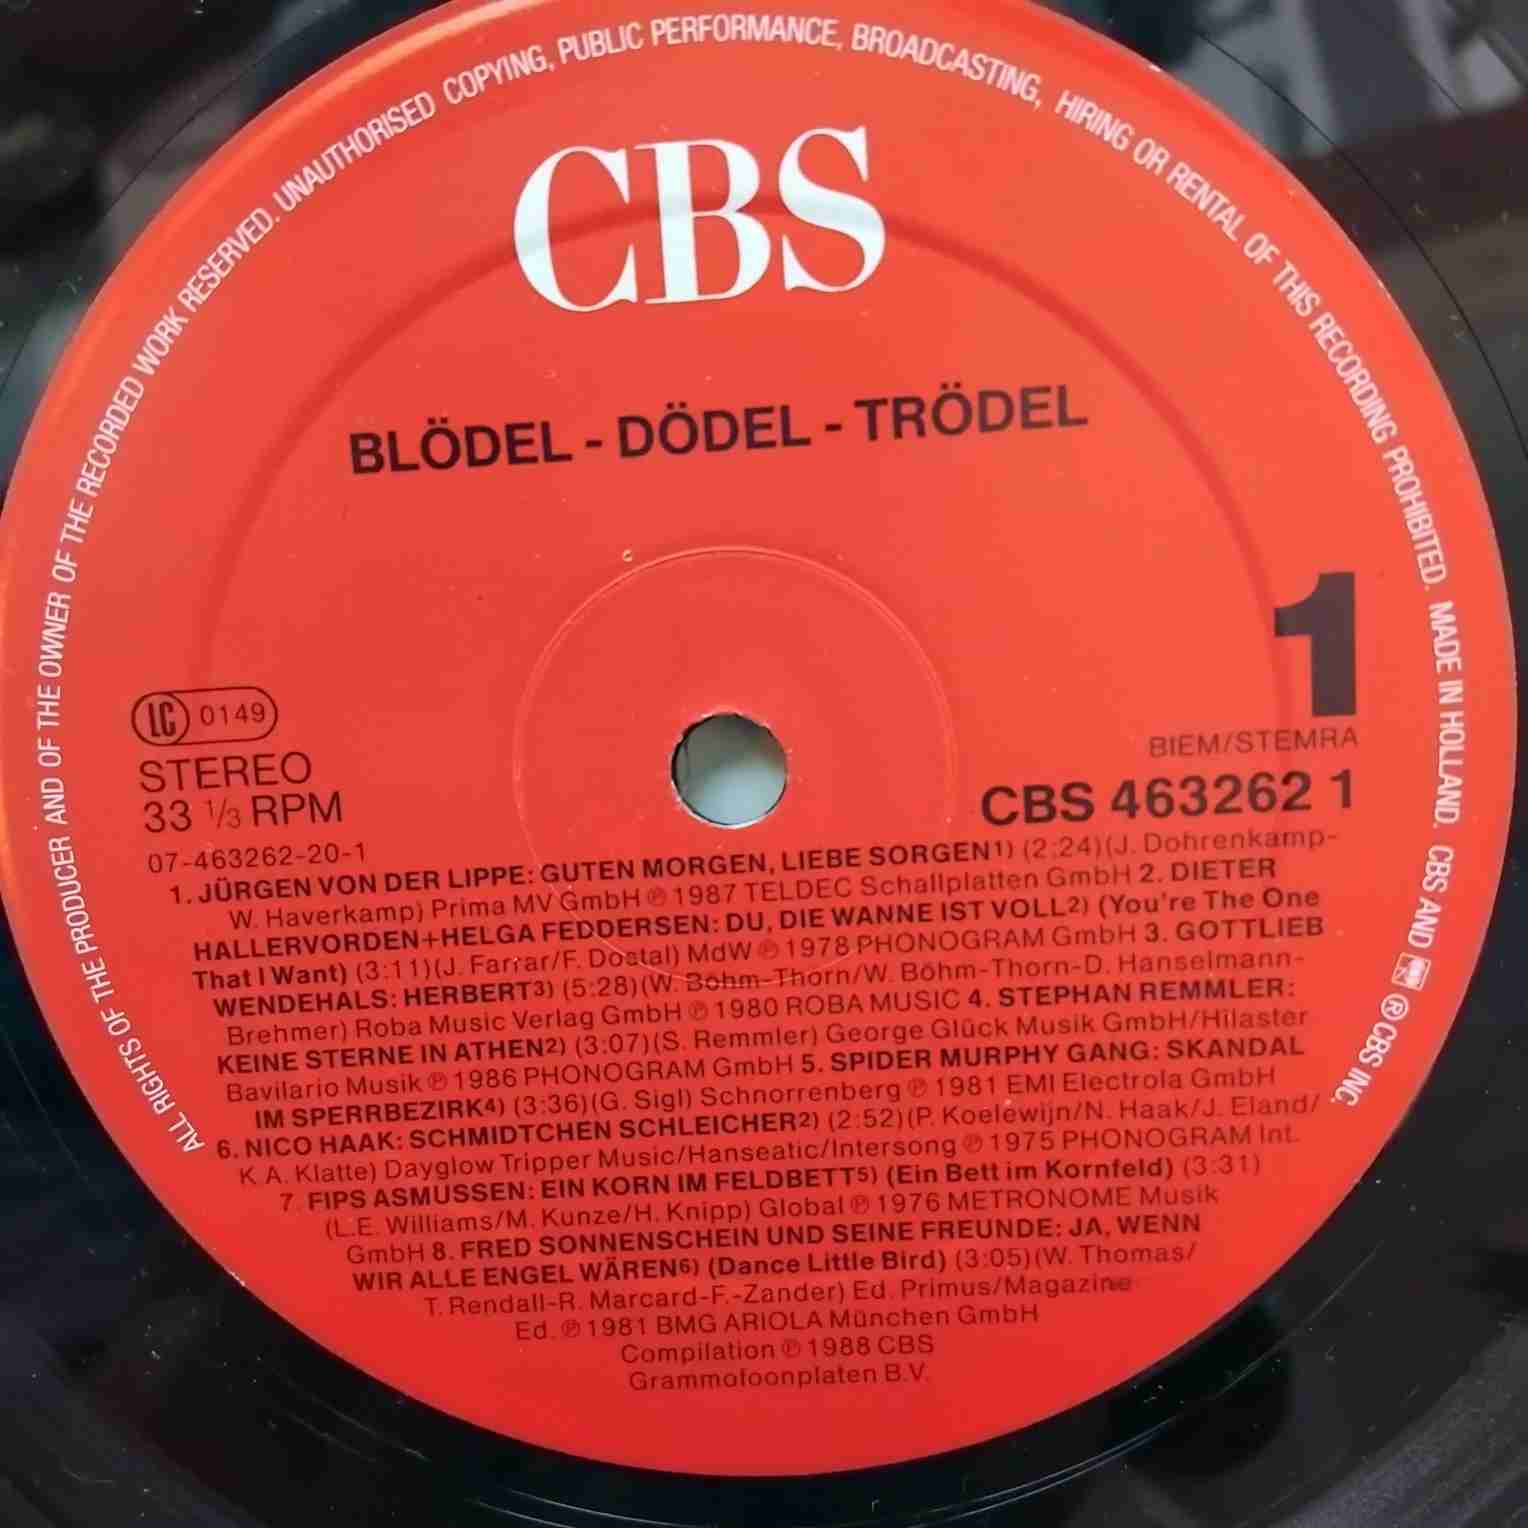 ALL RIGHTS OF THE PRODUCER AND OF THE OWNER OF THE RECORDED WORK RESERVED. UNAUTHORISED COPYING, PUBLIC PERFORMANCE, BROADCASTING, HIRING OR RENTAL OF THIS RECORDING PROHIBITED. MADE IN HOLLAND. CBS AND ® CBS INC.
CBS
BLÖDEL - DÖDEL - TRÖDEL
1
LC 0149
STEREO
33 1/3 RPM
07-463262-20-1
BIEM/STEMRA
CBS 463262 1
1. JÜRGEN VON DER LIPPE: GUTEN MORGEN, LIEBE SORGEN1) (2:24)(J. Dohrenkamp-
W. Haverkamp) Prima MV GmbH ℗ 1987 TELDEC Schallplatten GmbH 2. DIETER
HALLERVORDEN+HELGA FEDDERSEN: DU, DIE WANNE IST VOLL2) (You're The One
That I Want) (3:11)(J. Farrar/F. Dostal) MdW ℗ 1978 PHONOGRAM GmbH 3. GOTTLIEB
WENDEHALS: HERBERT3) (5:28)(W. Böhm-Thorn/W. Böhm-Thorn-D. Hanselmann-
Brehmer) Roba Music Verlag GmbH ℗ 1980 ROBA MUSIC 4. STEPHAN REMMLER:
KEINE STERNE IN ATHEN2) (3:07)(S. Remmler) George Glück Musik GmbH/Hilaster
Bavilario Musik ℗ 1986 PHONOGRAM GmbH 5. SPIDER MURPHY GANG: SKANDAL
IM SPERRBEZIRK4) (3:36)(G. Sigl) Schnorrenberg ℗ 1981 EMI Electrola GmbH
6. NICO HAAK: SCHMIDTCHEN SCHLEICHER2) (2:52)(P. Koelewijn/N. Haak/J. Eland/
K.A. Klatte) Dayglow Tripper Music/Hanseatic/Intersong ℗ 1975 PHONOGRAM Int.
7. FIPS ASMUSSEN: EIN KORN IM FELDBETT5) (Ein Bett im Kornfeld) (3:31)
(L.E. Williams/M. Kunze/H. Knipp) Global ℗ 1976 METRONOME Musik
GmbH 8. FRED SONNENSCHEIN UND SEINE FREUNDE: JA, WENN
WIR ALLE ENGEL WÄREN6) (Dance Little Bird) (3:05)(W. Thomas/
T. Rendall-R. Marcard-F.-Zander) Ed. Primus/Magazine
Ed. ℗ 1981 BMG ARIOLA München GmbH
Compilation ℗ 1988 CBS
Grammofoonplaten B.V.